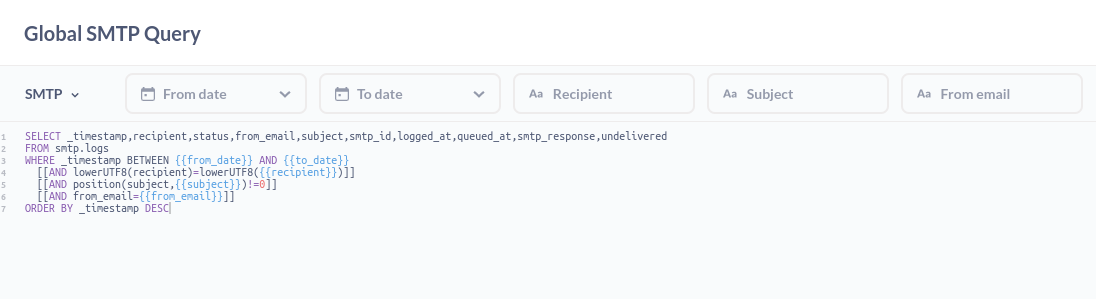 Global SMTP Query
SMTP From date To date Aa Recipient Aa Subject Aa From email
1 SELECT _timestamp,recipient,status,from_email,subject,smtp_id,logged_at,queued_at,smtp_response,undelivered
2 FROM smtp.logs
3 WHERE _timestamp BETWEEN {{from_date}} AND {{to_date}}
4 [[AND lowerUTF8(recipient)=lowerUTF8({{recipient}})]]
5 [[AND position(subject,{{subject}})!=0]]
6 [[AND from_email={{from_email}}]]
7 ORDER BY _timestamp DESC